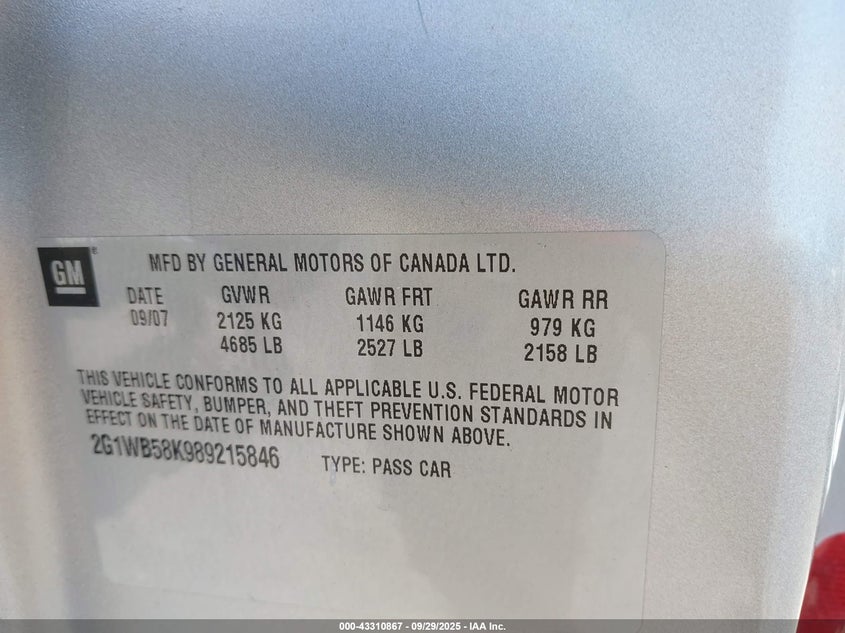 GM®
MFD BY GENERAL MOTORS OF CANADA LTD.
DATE GVWR GAWR FRT GAWR RR
09/07 2125 KG 1146 KG 979 KG
4685 LB 2527 LB 2158 LB
THIS VEHICLE CONFORMS TO ALL APPLICABLE U.S. FEDERAL MOTOR
VEHICLE SAFETY, BUMPER, AND THEFT PREVENTION STANDARDS IN
EFFECT ON THE DATE OF MANUFACTURE SHOWN ABOVE.
2G1WB58K989215846 TYPE: PASS CAR
000-43310867 - 09/29/2025 - IAA Inc.